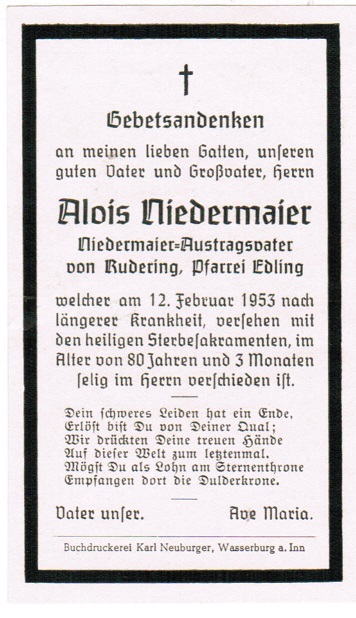 Gebetsandenken
an meinen lieben Gatten, unseren
guten Vater und Großvater, Herrn
Alois Niedermaier
Niedermaier-Austragsvater
von Rudering, Pfarrei Edling
welcher am 12. Februar 1953 nach
längerer Krankheit, versehen mit
den heiligen Sterbesakramenten, im
Alter von 80 Jahren und 3 Monaten
selig im Herrn verschieden ist.
Dein schweres Leiden hat ein Ende,
Erlöst bist Du von Deiner Qual;
Wir drückten Deine treuen Hände
Auf dieser Welt zum letztenmal.
Mögst Du als Lohn am Sternenthrone
Empfangen dort die Dulderkrone.
Vater unser. Ave Maria.
Buchdruckerei Karl Neuburger, Wasserburg a. Inn